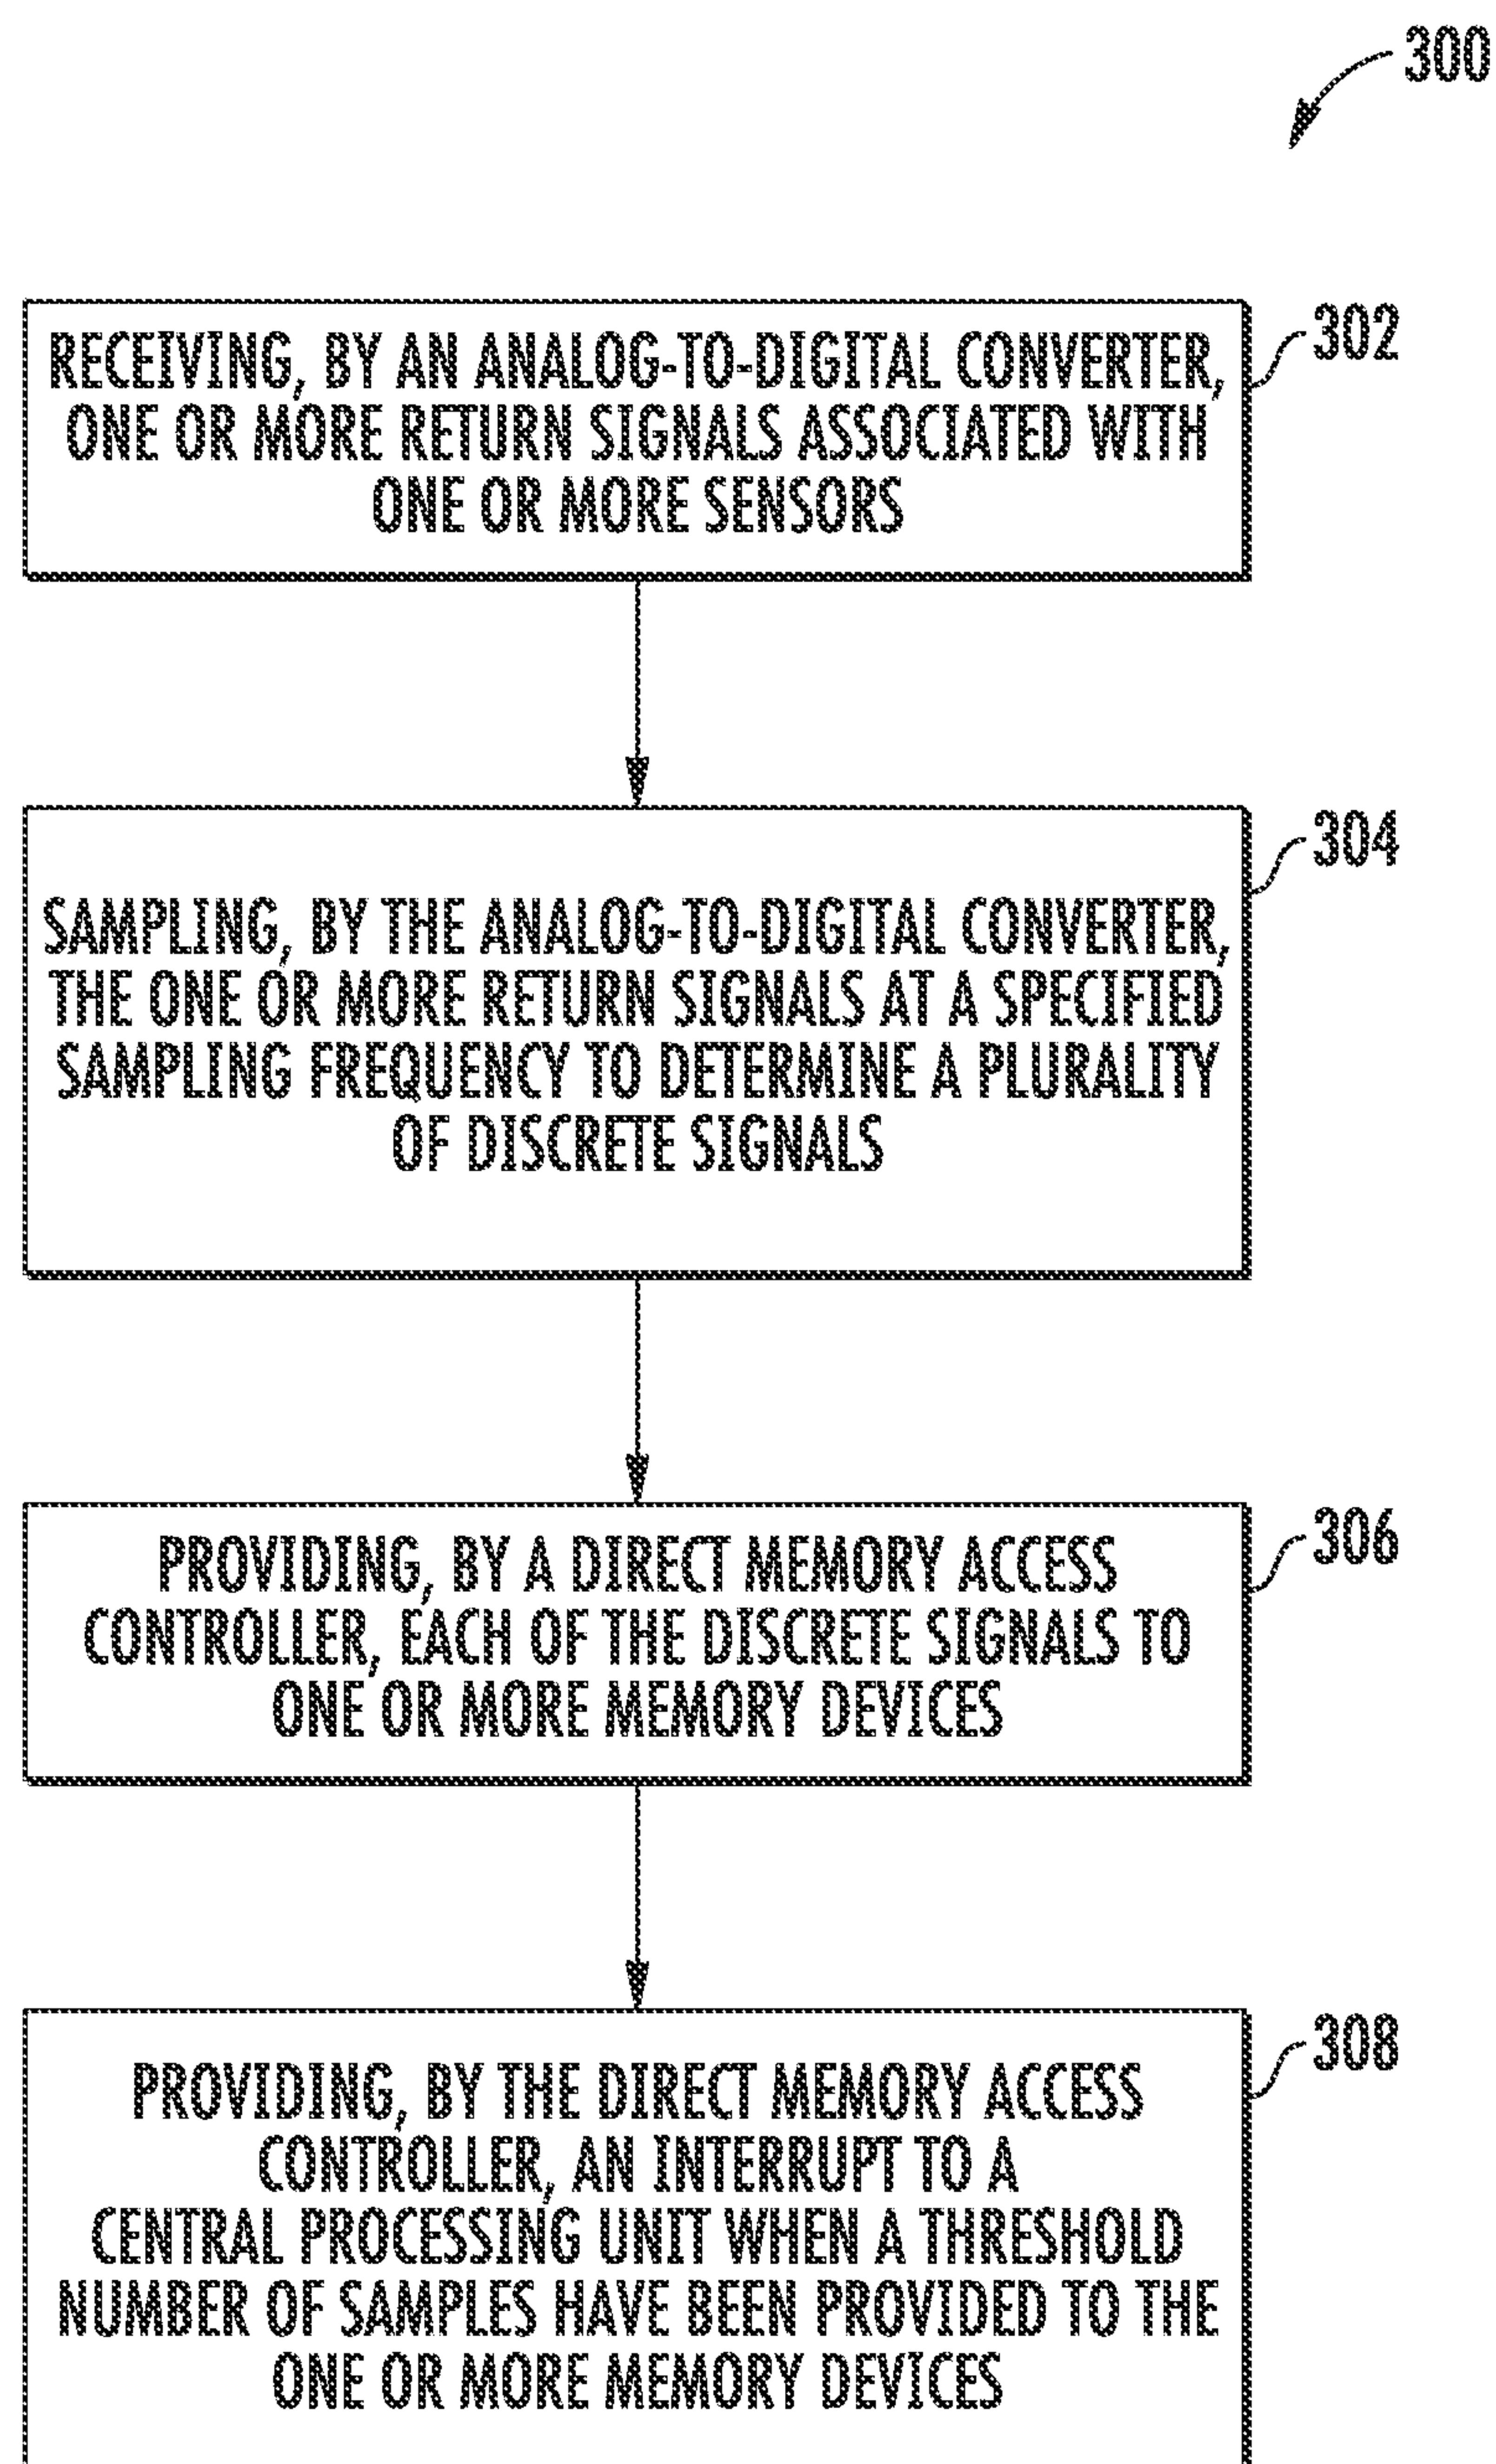 300
RECEIVING, BY AN ANALOG-TO-DIGITAL CONVERTER,
ONE OR MORE RETURN SIGNALS ASSOCIATED WITH
ONE OR MORE SENSORS
302
SAMPLING, BY THE ANALOG-TO-DIGITAL CONVERTER,
THE ONE OR MORE RETURN SIGNALS AT A SPECIFIED
SAMPLING FREQUENCY TO DETERMINE A PLURALITY
OF DISCRETE SIGNALS
304
PROVIDING, BY A DIRECT MEMORY ACCESS
CONTROLLER, EACH OF THE DISCRETE SIGNALS TO
ONE OR MORE MEMORY DEVICES
306
PROVIDING, BY THE DIRECT MEMORY ACCESS
CONTROLLER, AN INTERRUPT TO A
CENTRAL PROCESSING UNIT WHEN A THRESHOLD
NUMBER OF SAMPLES HAVE BEEN PROVIDED TO THE
ONE OR MORE MEMORY DEVICES
308